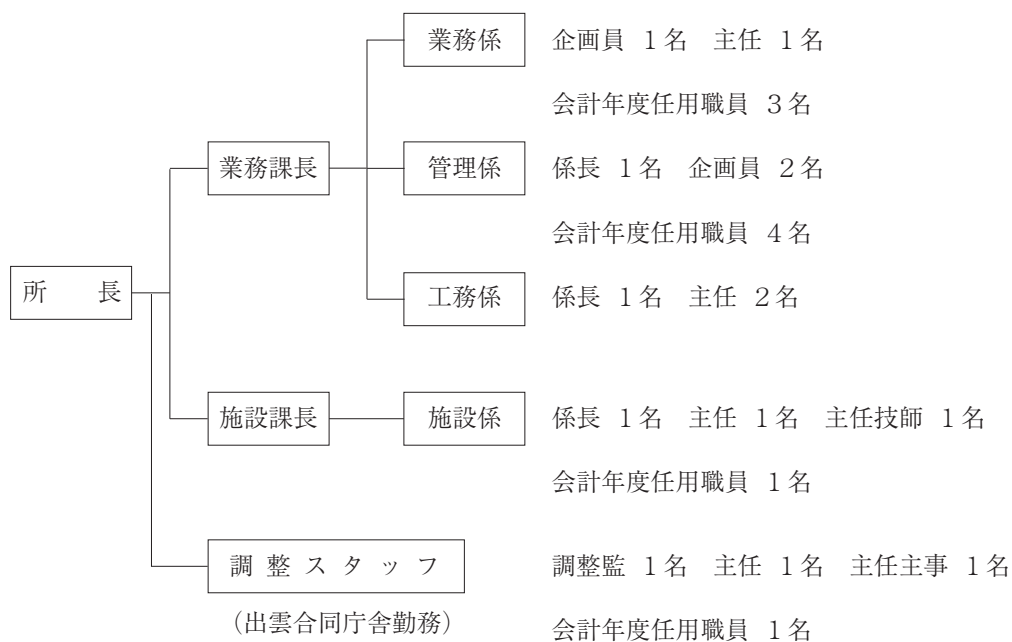 業務係 企画員 1名 主任 1名
会計年度任用職員 3名
業務課長 管理係 係長 1名 企画員 2名
会計年度任用職員 4名
所 長 工務係 係長 1名 主任 2名
施設課長 施設係 係長 1名 主任 1名 主任技師 1名
会計年度任用職員 1名
調整スタッフ 調整監 1名 主任 1名 主任主事 1名
（出雲合同庁舎勤務） 会計年度任用職員 1名